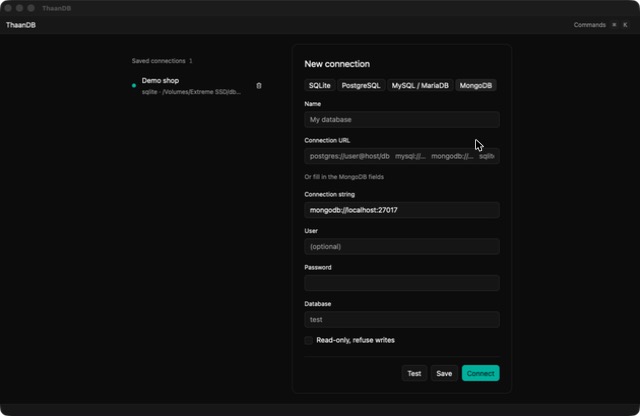 ThaanDB
ThaanDB
Commands ⌘ K
Saved connections 1
Demo shop
sqlite · /Volumes/Extreme SSD/db...
New connection
SQLite PostgreSQL MySQL / MariaDB MongoDB
Name
My database
Connection URL
postgres://user@host/db mysql://... mongodb://... sqlite
Or fill in the MongoDB fields
Connection string
mongodb://localhost:27017
User
(optional)
Password
Database
test
Read-only, refuse writes
Test Save Connect